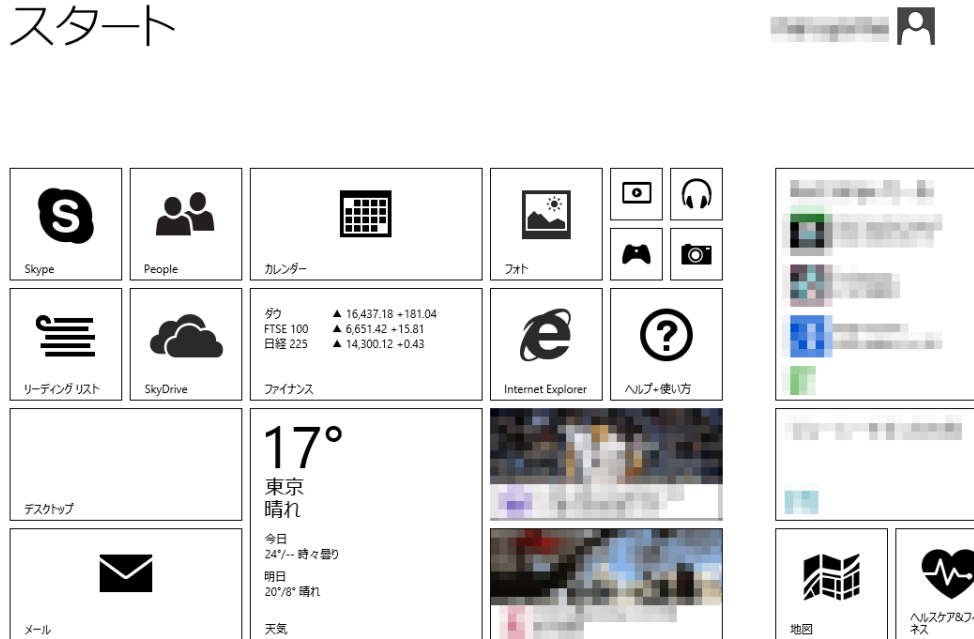 スタート
Skype
People
カレンダー
フォト
リーディング リスト
SkyDrive
ダウ ▲ 16,437.18 +181.04
FTSE 100 ▲ 6,651.42 +15.81
日経 225 ▲ 14,300.12 +0.43
ファイナンス
Internet Explorer
ヘルプ+使い方
デスクトップ
17°
東京
晴れ
今日
24°/-- 時々曇り
明日
20°/8° 晴れ
天気
メール
地図
ヘルスケア&フィ
ネス